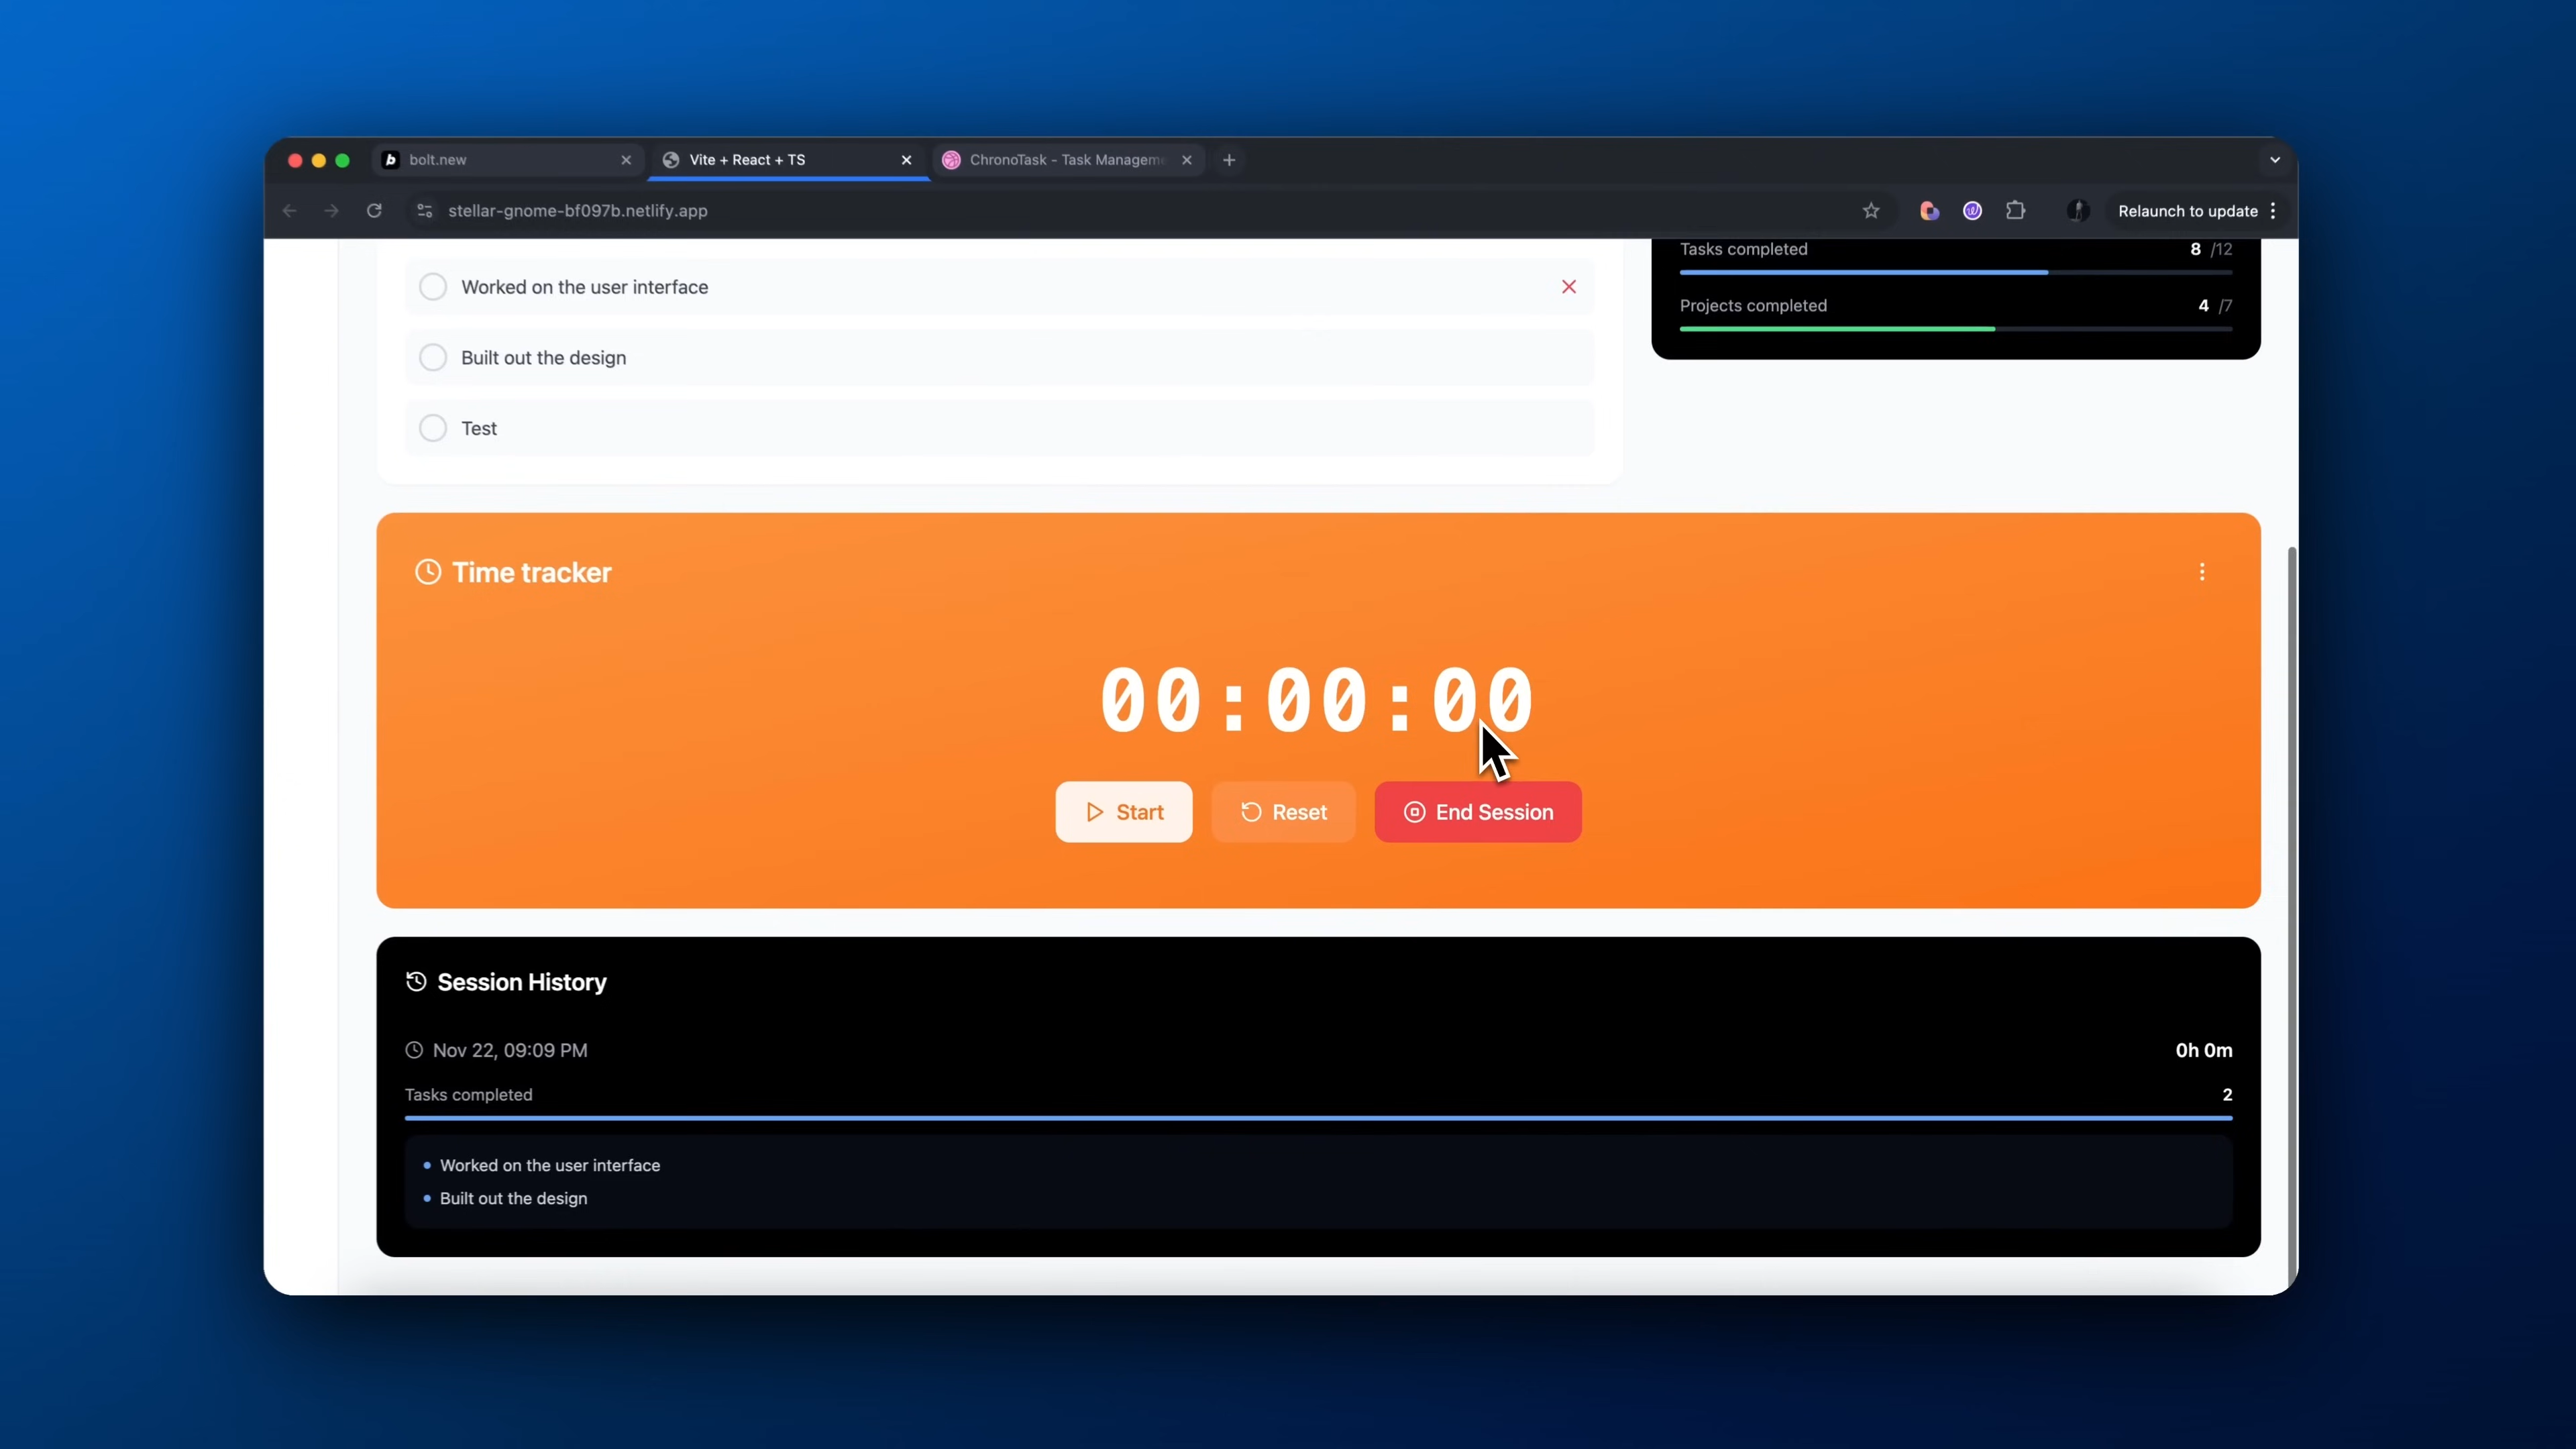 bolt.new
Vite + React + TS
ChronoTask - Task Managem
stellar-gnome-bf097b.netlify.app
Relaunch to update
Worked on the user interface
Built out the design
Test
Tasks completed 8 /12
Projects completed 4 /7
Time tracker
00:00:00
Start Reset End Session
Session History
Nov 22, 09:09 PM 0h 0m
Tasks completed 2
Worked on the user interface
Built out the design